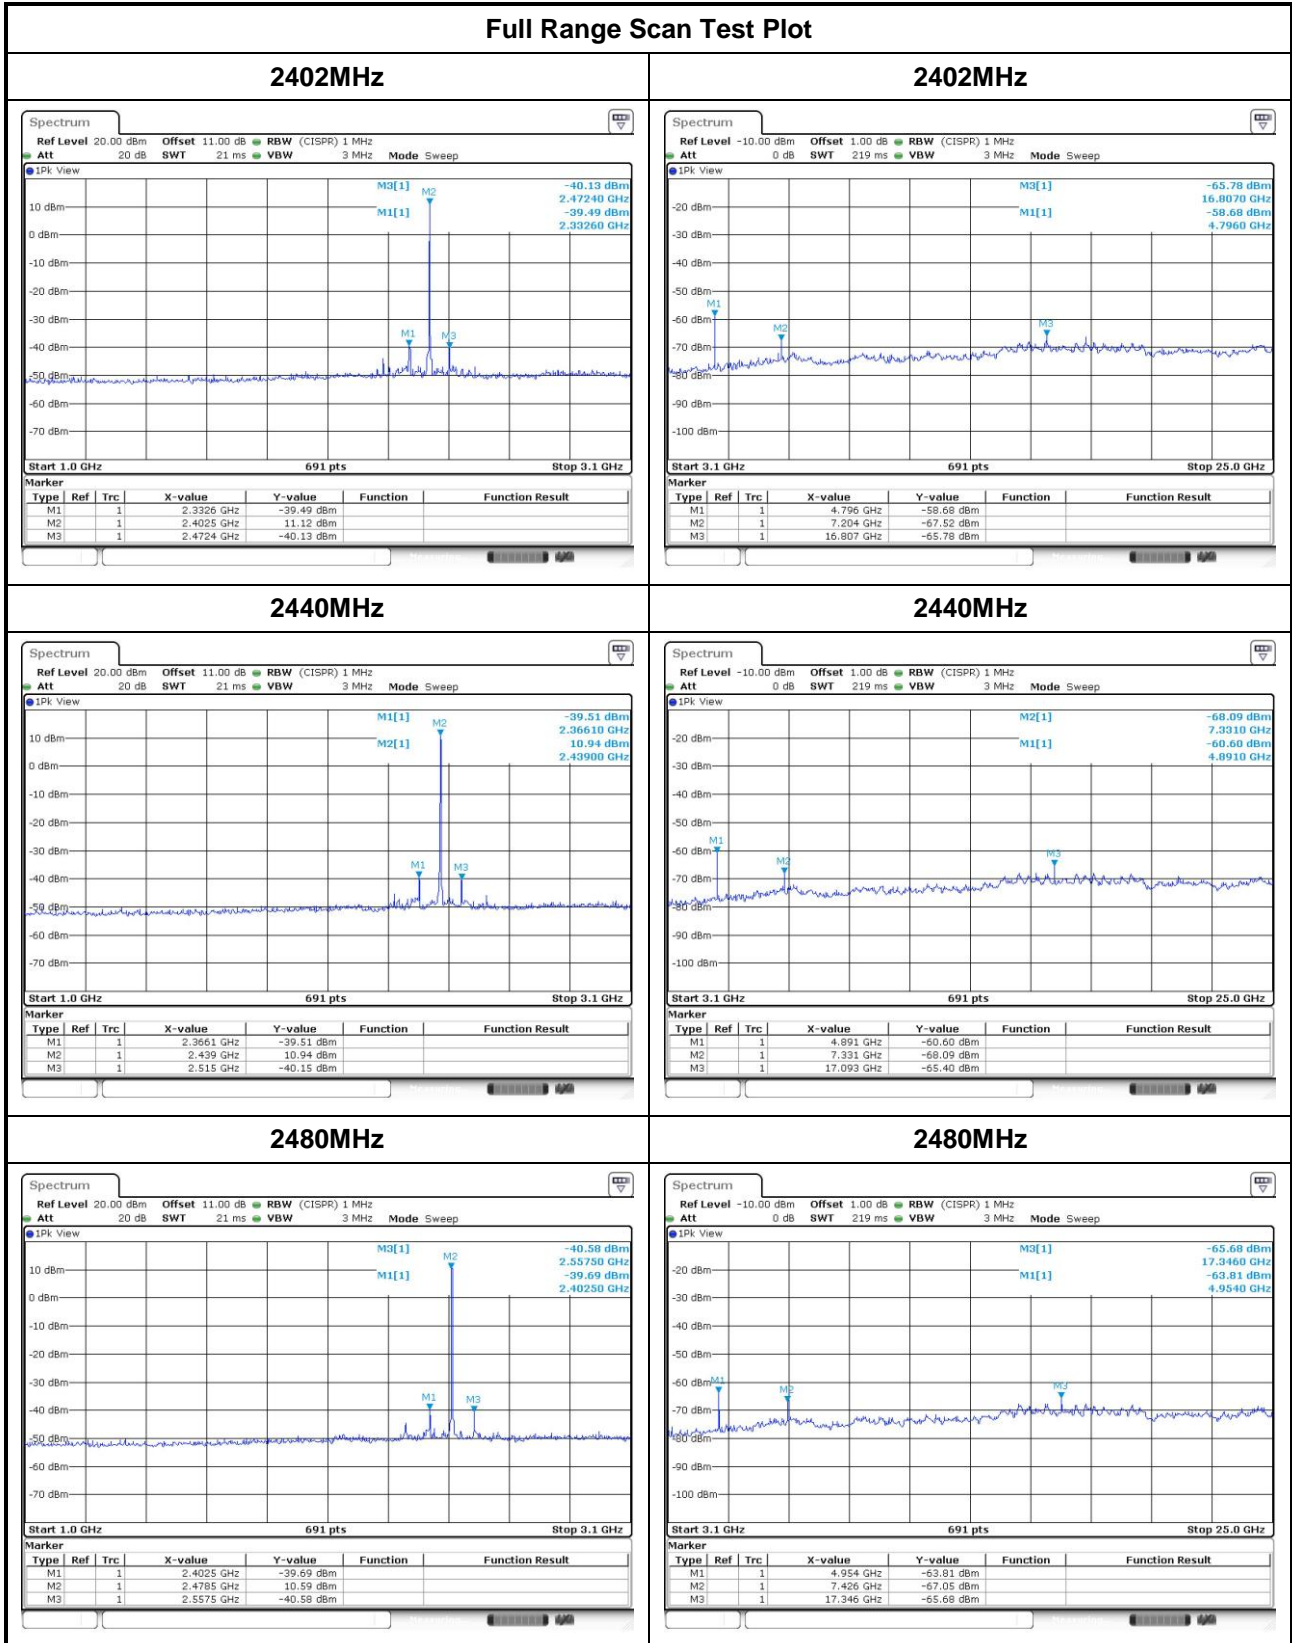 Full Range Scan Test Plot
2402MHz
2402MHz
Spectrum
Ref Level 20.00 dBm Offset 11.00 dB RBW (CISPR) 1 MHz
Att 20 dB SWT 21 ms VBW 3 MHz Mode Sweep
1Pk View
M3[1] -40.13 dBm
2.47240 GHz
M1[1] -39.49 dBm
2.33260 GHz
M2
10 dBm
0 dBm
-10 dBm
-20 dBm
-30 dBm
M1 M3
-40 dBm
-50 dBm
-60 dBm
-70 dBm
Start 1.0 GHz 691 pts Stop 3.1 GHz
Marker
Type Ref Trc X-value Y-value Function Function Result
M1 1 2.3326 GHz -39.49 dBm
M2 1 2.4025 GHz 11.12 dBm
M3 1 2.4724 GHz -40.13 dBm
Spectrum
Ref Level -10.00 dBm Offset 1.00 dB RBW (CISPR) 1 MHz
Att 0 dB SWT 219 ms VBW 3 MHz Mode Sweep
1Pk View
M3[1] -65.78 dBm
16.8070 GHz
M1[1] -58.68 dBm
4.7960 GHz
-20 dBm
-30 dBm
-40 dBm
-50 dBm
M1
-60 dBm
M2 M3
-70 dBm
-80 dBm
-90 dBm
-100 dBm
Start 3.1 GHz 691 pts Stop 25.0 GHz
Marker
Type Ref Trc X-value Y-value Function Function Result
M1 1 4.796 GHz -58.68 dBm
M2 1 7.204 GHz -67.52 dBm
M3 1 16.807 GHz -65.78 dBm
2440MHz
2440MHz
Spectrum
Ref Level 20.00 dBm Offset 11.00 dB RBW (CISPR) 1 MHz
Att 20 dB SWT 21 ms VBW 3 MHz Mode Sweep
1Pk View
M1[1] -39.51 dBm
2.36610 GHz
M2[1] 10.94 dBm
2.43900 GHz
M2
10 dBm
0 dBm
-10 dBm
-20 dBm
-30 dBm
M1 M3
-40 dBm
-50 dBm
-60 dBm
-70 dBm
Start 1.0 GHz 691 pts Stop 3.1 GHz
Marker
Type Ref Trc X-value Y-value Function Function Result
M1 1 2.3661 GHz -39.51 dBm
M2 1 2.439 GHz 10.94 dBm
M3 1 2.515 GHz -40.15 dBm
Spectrum
Ref Level -10.00 dBm Offset 1.00 dB RBW (CISPR) 1 MHz
Att 0 dB SWT 219 ms VBW 3 MHz Mode Sweep
1Pk View
M2[1] -68.09 dBm
7.3310 GHz
M1[1] -60.60 dBm
4.8910 GHz
-20 dBm
-30 dBm
-40 dBm
-50 dBm
M1
-60 dBm
M2 M3
-70 dBm
-80 dBm
-90 dBm
-100 dBm
Start 3.1 GHz 691 pts Stop 25.0 GHz
Marker
Type Ref Trc X-value Y-value Function Function Result
M1 1 4.891 GHz -60.60 dBm
M2 1 7.331 GHz -68.09 dBm
M3 1 17.093 GHz -65.40 dBm
2480MHz
2480MHz
Spectrum
Ref Level 20.00 dBm Offset 11.00 dB RBW (CISPR) 1 MHz
Att 20 dB SWT 21 ms VBW 3 MHz Mode Sweep
1Pk View
M3[1] -40.58 dBm
2.55750 GHz
M1[1] -39.69 dBm
2.40250 GHz
M2
10 dBm
0 dBm
-10 dBm
-20 dBm
-30 dBm
M1 M3
-40 dBm
-50 dBm
-60 dBm
-70 dBm
Start 1.0 GHz 691 pts Stop 3.1 GHz
Marker
Type Ref Trc X-value Y-value Function Function Result
M1 1 2.4025 GHz -39.69 dBm
M2 1 2.4785 GHz 10.59 dBm
M3 1 2.5575 GHz -40.58 dBm
Spectrum
Ref Level -10.00 dBm Offset 1.00 dB RBW (CISPR) 1 MHz
Att 0 dB SWT 219 ms VBW 3 MHz Mode Sweep
1Pk View
M3[1] -65.68 dBm
17.3460 GHz
M1[1] -63.81 dBm
4.9540 GHz
-20 dBm
-30 dBm
-40 dBm
-50 dBm
-60 dBm
M1 M2 M3
-70 dBm
-80 dBm
-90 dBm
-100 dBm
Start 3.1 GHz 691 pts Stop 25.0 GHz
Marker
Type Ref Trc X-value Y-value Function Function Result
M1 1 4.954 GHz -63.81 dBm
M2 1 7.426 GHz -67.05 dBm
M3 1 17.346 GHz -65.68 dBm